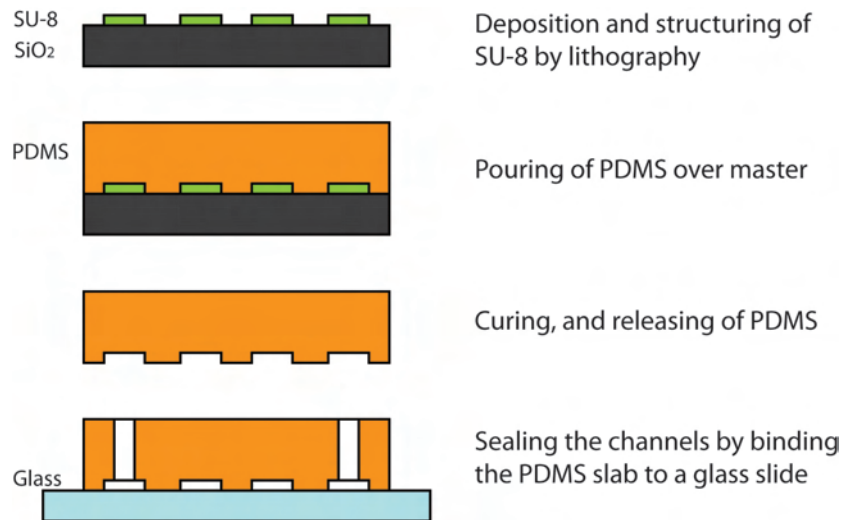 SU-8
SiO₂
Deposition and structuring of
SU-8 by lithography
PDMS
Pouring of PDMS over master
Curing, and releasing of PDMS
Glass
Sealing the channels by binding
the PDMS slab to a glass slide